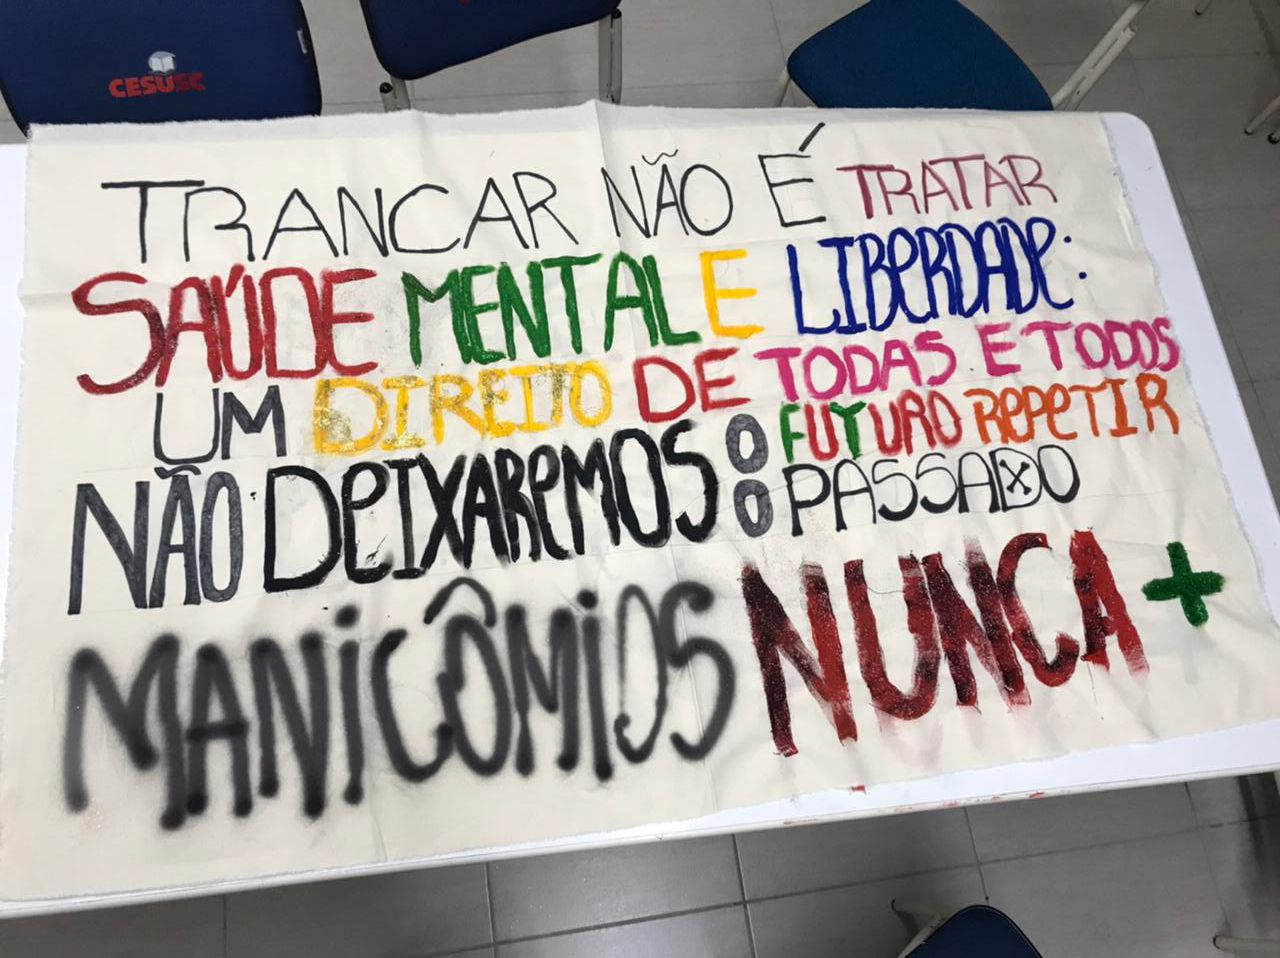 CESUSC
TRANCAR NÃO É TRATAR
SAÚDE MENTAL E LIBERDADE:
UM DIREITO DE TODAS E TODOS
NÃO DEIXAREMOS O FUTURO REPETIR
O PASSADO
MANICÔMIOS NUNCA +